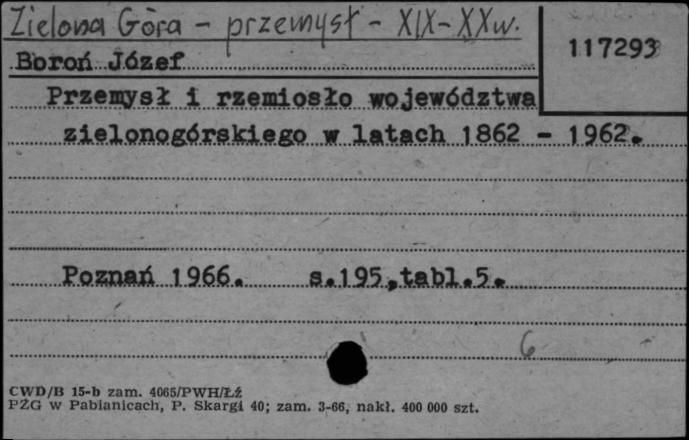 Zielona Góra - przemysł - XIX-XXw.
117293
Boroń Józef
Przemysł i rzemiosło województwa
zielonogórskiego w latach 1862 - 1962.
Poznań 1966. s.195,tabl.5.
6
CWD/B 15-b zam. 4065/PWH/Łź
PZG w Pabianicach, P. Skargi 40; zam. 3-66, nakł. 400 000 szt.